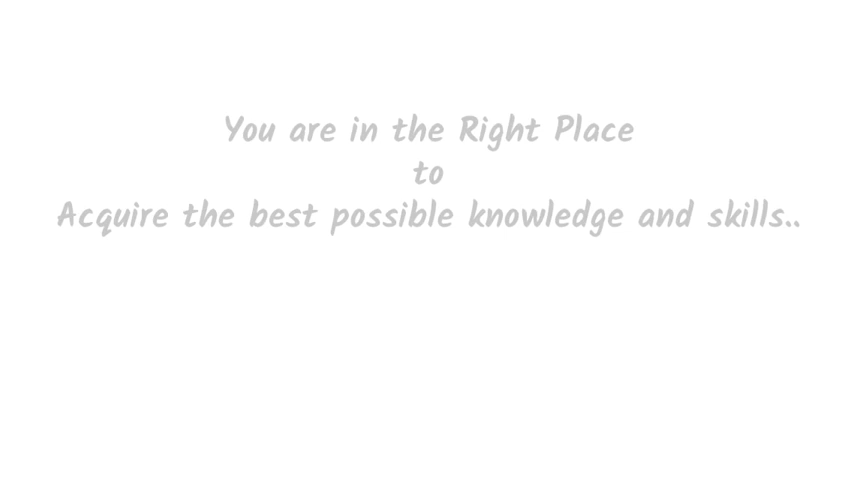 You are in the Right Place
to
Acquire the best possible knowledge and skills..